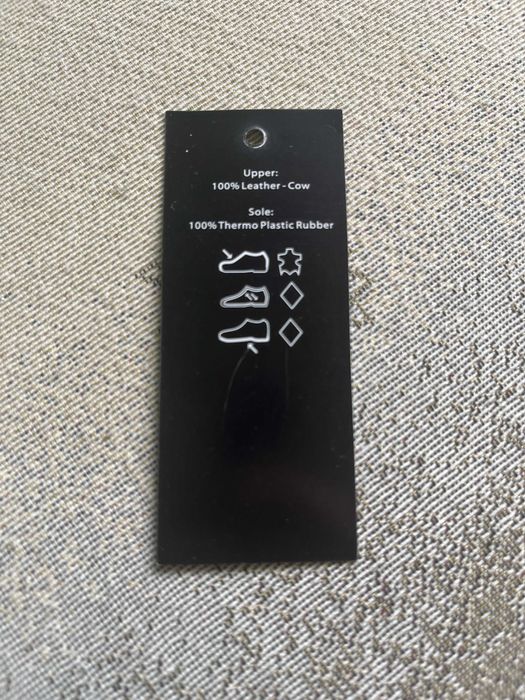 Upper:
100% Leather - Cow
Sole:
100% Thermo Plastic Rubber